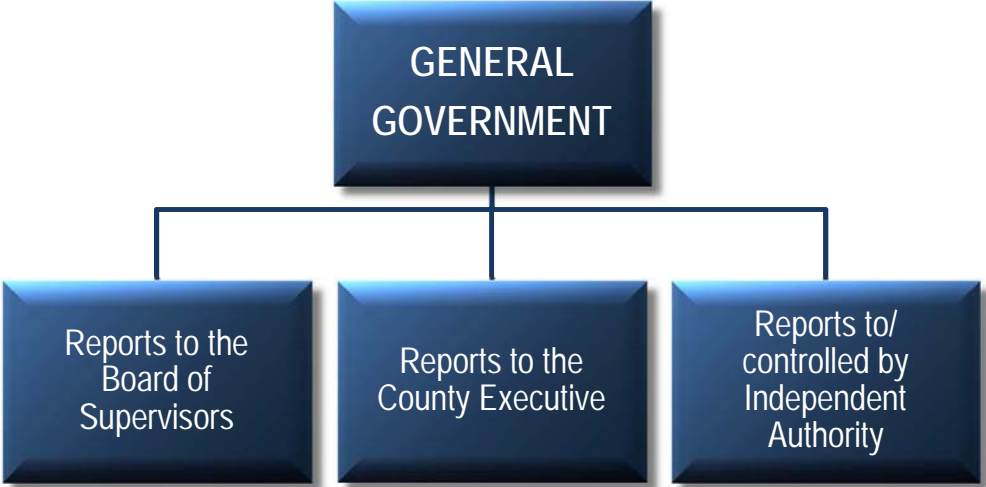 GENERAL
GOVERNMENT
Reports to the
Board of
Supervisors
Reports to the
County Executive
Reports to/
controlled by
Independent
Authority